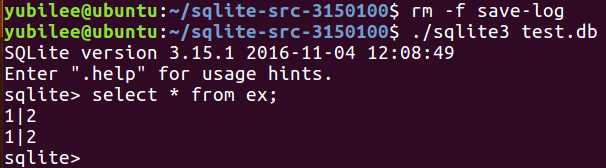 yubilee@ubuntu:~/sqlite-src-3150100$ rm -f save-log
yubilee@ubuntu:~/sqlite-src-3150100$ ./sqlite3 test.db
SQLite version 3.15.1 2016-11-04 12:08:49
Enter ".help" for usage hints.
sqlite> select * from ex;
1|2
1|2
sqlite>